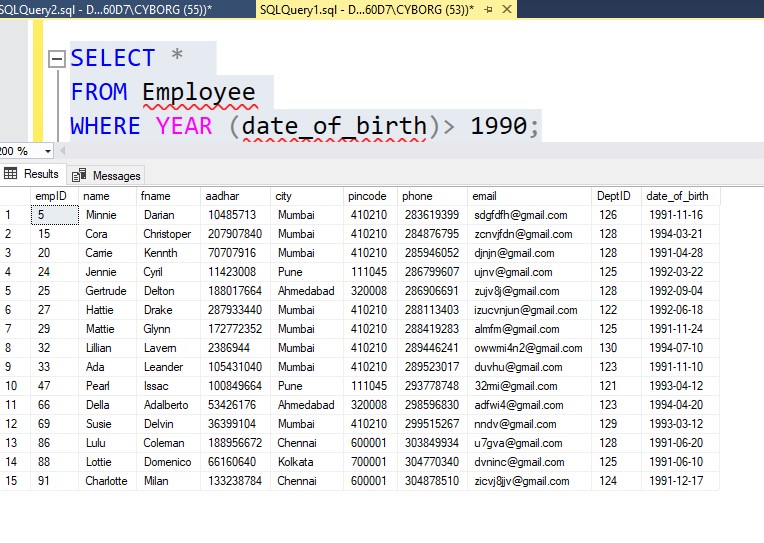 SQLQuery2.sql - D...60D7\CYBORG (55))* SQLQuery1.sql - D...60D7\CYBORG (53))*
SELECT *
FROM Employee
WHERE YEAR (date_of_birth)> 1990;
200 %
Results Messages
empID name fname aadhar city pincode phone email DeptID date_of_birth
1 5 Minnie Darian 10485713 Mumbai 410210 283619399 sdgfdfh@gmail.com 126 1991-11-16
2 15 Cora Christoper 207907840 Mumbai 410210 284876795 zcnvjfdn@gmail.com 128 1994-03-21
3 20 Carrie Kennth 70707916 Mumbai 410210 285946052 djnjn@gmail.com 128 1991-04-28
4 24 Jennie Cyril 11423008 Pune 111045 286799607 ujnv@gmail.com 125 1992-03-22
5 25 Gertrude Delton 188017664 Ahmedabad 320008 286906691 zujv8j@gmail.com 128 1992-09-04
6 27 Hattie Drake 287933440 Mumbai 410210 288113403 izucvnjun@gmail.com 122 1992-06-18
7 29 Mattie Glynn 172772352 Mumbai 410210 288419283 almfm@gmail.com 125 1991-11-24
8 32 Lillian Lavern 2386944 Mumbai 410210 289446241 owwmi4n2@gmail.com 130 1994-07-10
9 33 Ada Leander 105431040 Mumbai 410210 289523017 duvhu@gmail.com 123 1991-11-10
10 47 Pearl Issac 100849664 Pune 111045 293778748 32rmi@gmail.com 121 1993-04-12
11 66 Della Adalberto 53426176 Ahmedabad 320008 298596830 adfwi4@gmail.com 123 1994-04-20
12 69 Susie Delvin 36399104 Mumbai 410210 299515267 nndv@gmail.com 129 1993-03-12
13 86 Lulu Coleman 188956672 Chennai 600001 303849934 u7gva@gmail.com 128 1991-06-20
14 88 Lottie Domenico 66160640 Kolkata 700001 304770340 dvninc@gmail.com 125 1991-06-10
15 91 Charlotte Milan 133238784 Chennai 600001 304878510 zicvj8jjv@gmail.com 124 1991-12-17